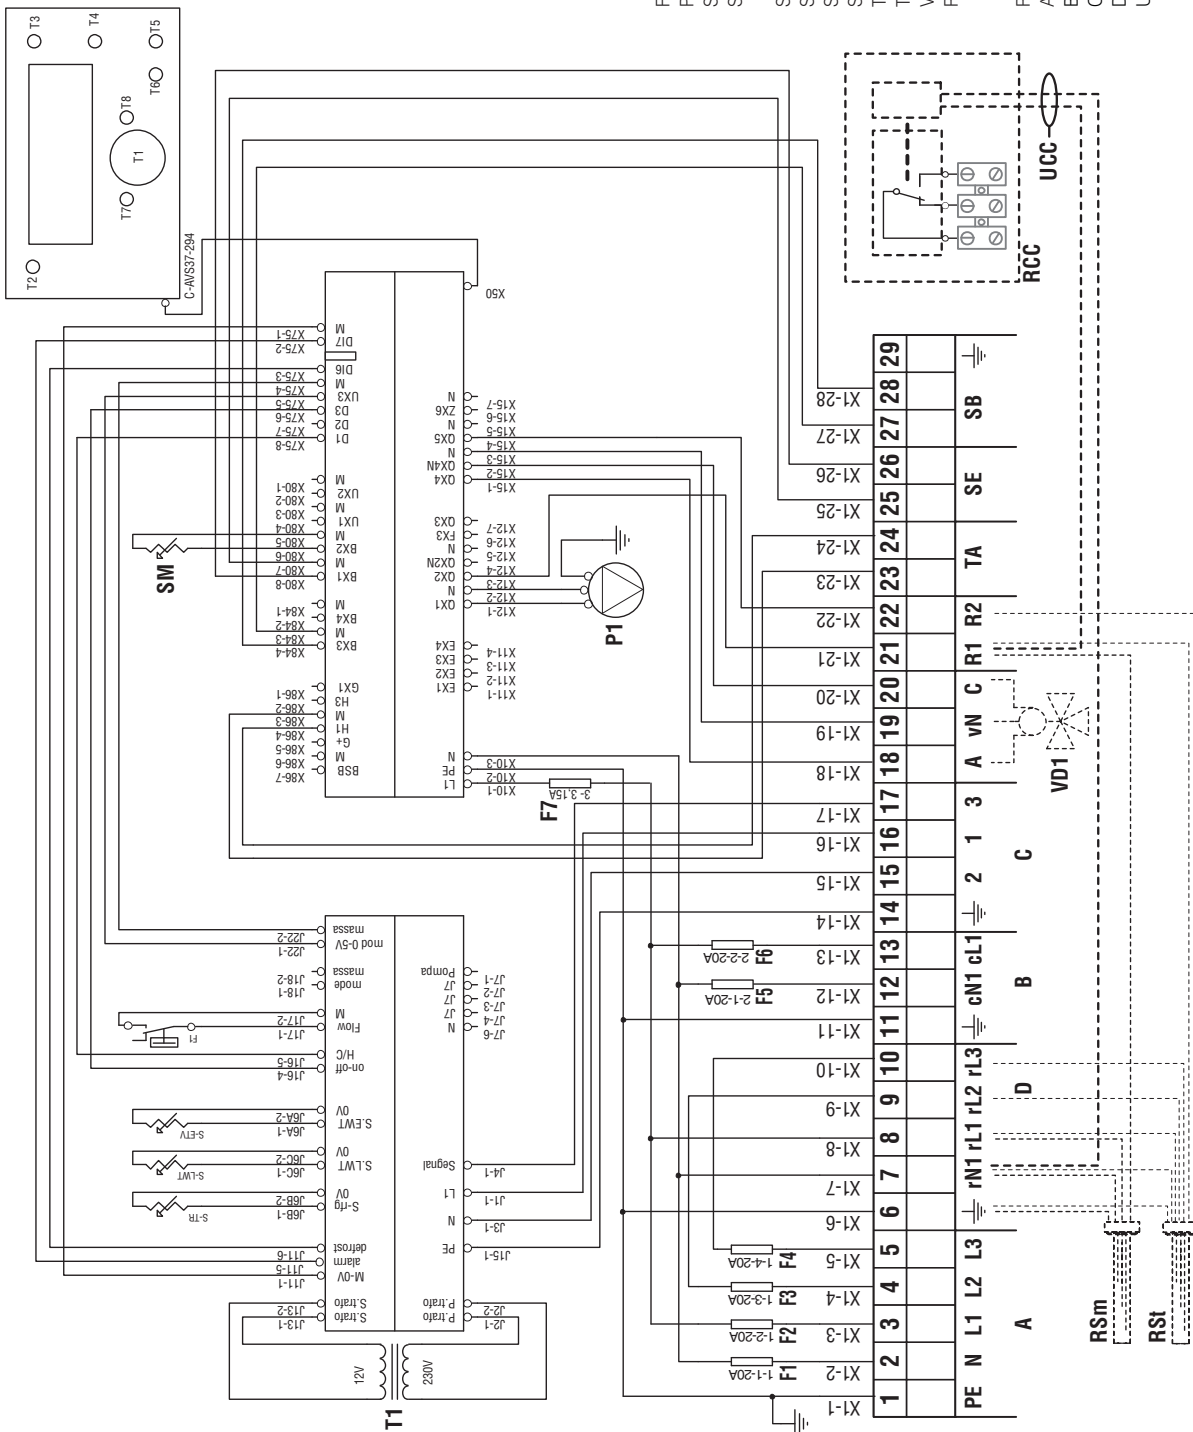 T3
T4
T5
T6
T8
T1
T7
T2
C-AVS37-294
X50
X75-1
X75-2
X75-3
X75-4
X75-5
X75-6
X75-7
X75-8
M
DI7
DI6
M
UX3
D3
D2
D1
X80-1
X80-2
X80-3
X80-4
X80-5
X80-6
X80-7
X80-8
M
UX2
M
UX1
M
BX2
M
BX1
SM
X84-1
X84-2
X84-3
X84-4
M
BX4
M
BX3
X86-1
X86-2
X86-3
X86-4
X86-5
X86-6
X86-7
GX1
H3
M
H1
G+
M
BSB
N
ZX6
N
QX5
N
QX4N
QX4
X15-7
X15-6
X15-5
X15-4
X15-3
X15-2
X15-1
QX3
FX3
N
QX2N
QX2
N
QX1
X12-7
X12-6
X12-5
X12-4
X12-3
X12-2
X12-1
P1
EX4
EX3
EX2
EX1
X11-4
X11-3
X11-2
X11-1
N
PE
L1
X10-3
X10-2
X10-1
3- 3,15A
F7
J22-2
J22-1
massa
mod 0-5V
J18-2
J18-1
massa
mode
J17-2
J17-1
M
Flow
F1
J16-5
J16-4
H/C
on-off
J6A-2
J6A-1
0V
S.EWT
S-ETV
J6C-2
J6C-1
0V
S.LWT
S-LWT
J6B-2
J6B-1
0V
S-rfg
S-TR
J11-6
J11-5
J11-1
defrost
alarm
M-0V
J13-2
J13-1
S.trafo
S.trafo
Pompa
J7
J7
J7
N
J7-1
J7-2
J7-3
J7-4
J7-6
Segnal
J4-1
L1
J1-1
N
J3-1
PE
J15-1
P.trafo
P.trafo
J2-2
J2-1
12V
230V
T1
RCC
UCC
X1-28
X1-27
X1-26
X1-25
X1-24
X1-23
X1-22
X1-21
X1-20
X1-19
X1-18
X1-17
X1-16
X1-15
X1-14
X1-13
X1-12
X1-11
X1-10
X1-9
X1-8
X1-7
X1-6
X1-5
X1-4
X1-3
X1-2
X1-1
2-2-20A
F6
2-1-20A
F5
1-4-20A
F4
1-3-20A
F3
1-2-20A
F2
1-1-20A
F1
29
28
27
26
25
24
23
22
21
20
19
18
17
16
15
14
13
12
11
10
9
8
7
6
5
4
3
2
1
SB
SE
TA
R2
R1
C
vN
A
VD1
3
1
2
C
cL1
cN1
B
rL3
rL2
rL1
rN1
D
L3
L2
L1
N
PE
A
RSm
RSt